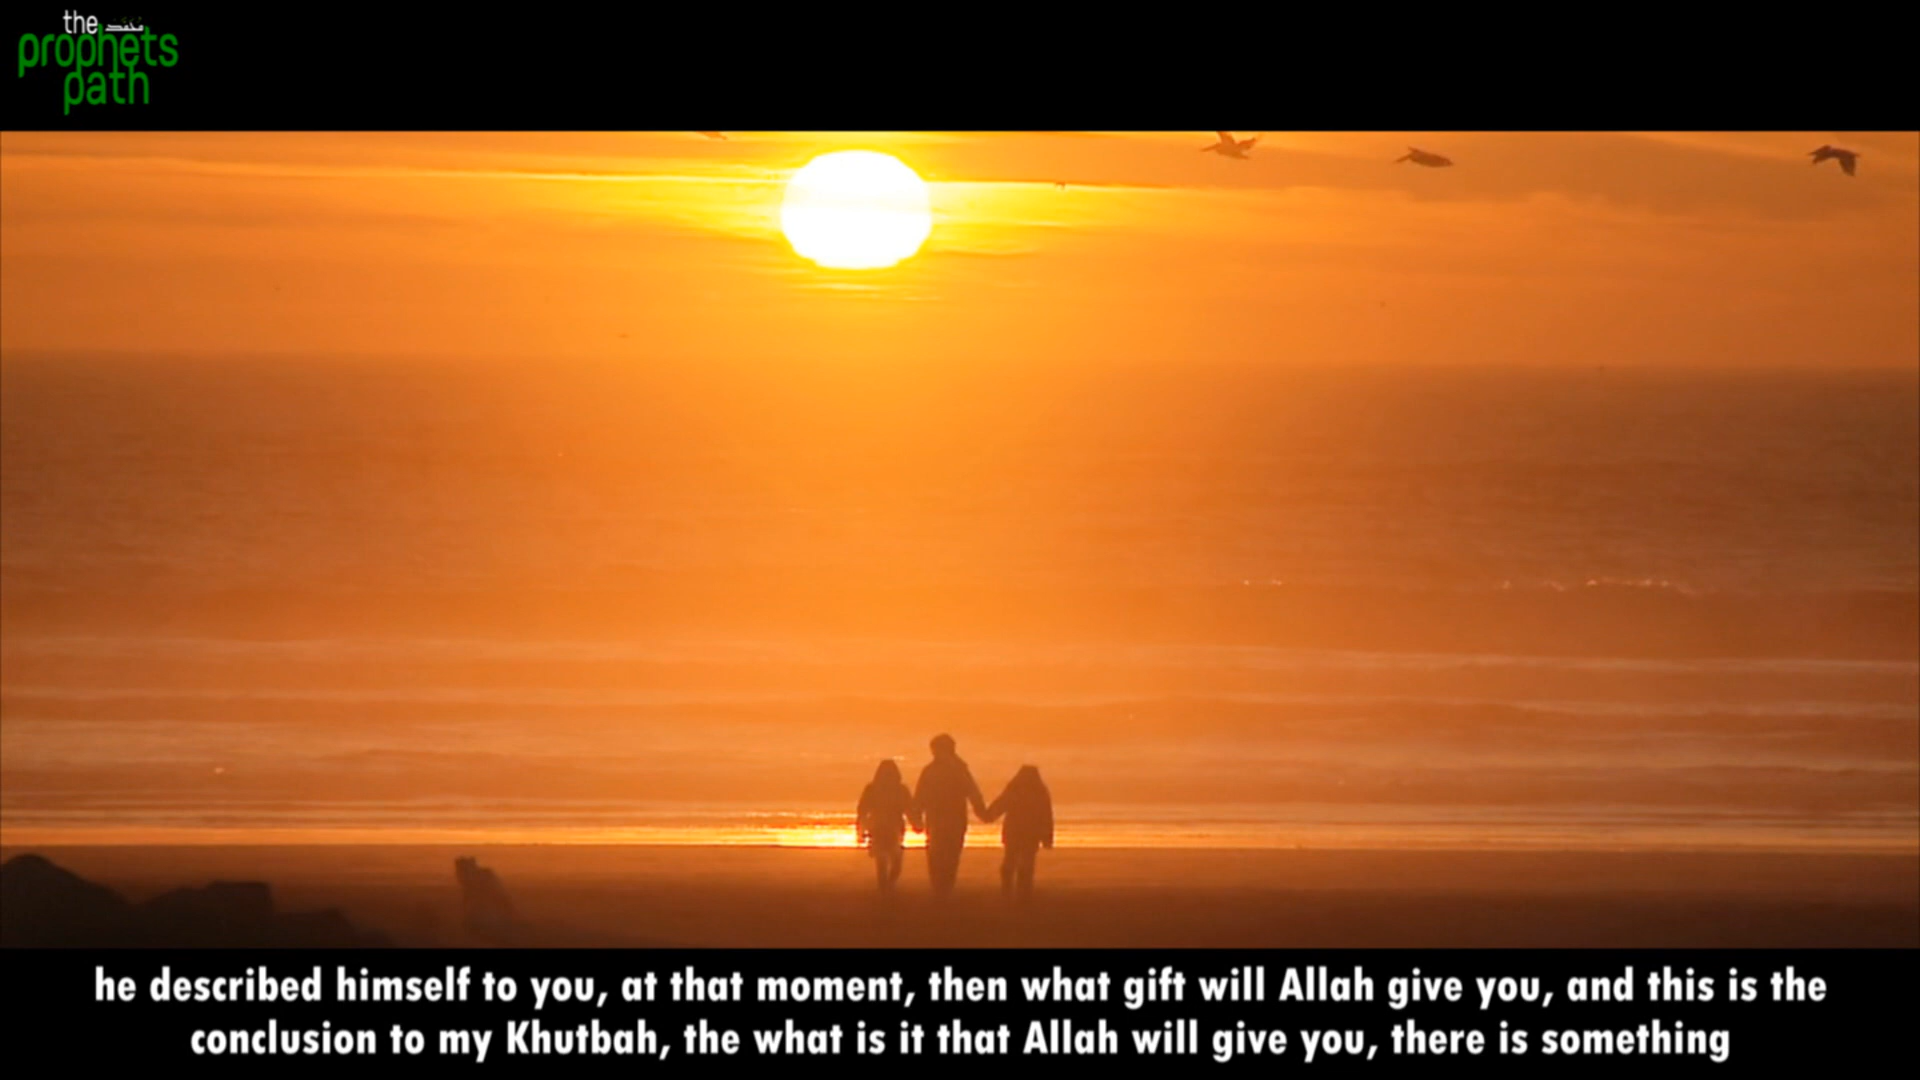 the محمد
prophets
path
he described himself to you, at that moment, then what gift will Allah give you, and this is the
conclusion to my Khutbah, the what is it that Allah will give you, there is something